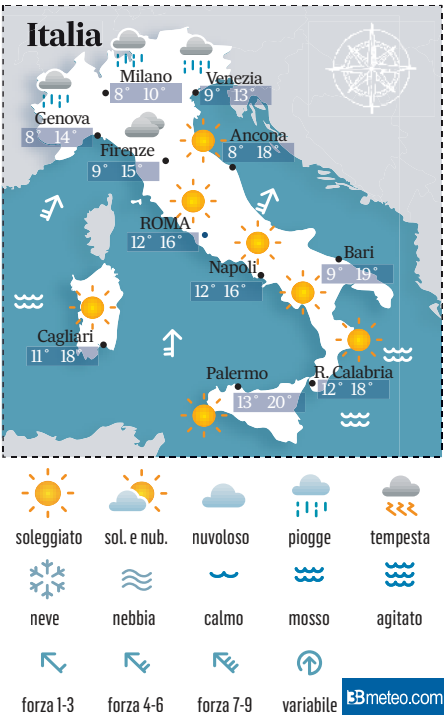 Italia
Milano
8° 10°
Venezia
9° 13°
Genova
8° 14°
Firenze
9° 15°
Ancona
8° 18°
ROMA
12° 16°
Napoli
12° 16°
Bari
9° 19°
Cagliari
11° 18°
Palermo
13° 20°
R. Calabria
12° 18°
soleggiato sol. e nub. nuvoloso piogge tempesta
neve nebbia calmo mosso agitato
forza 1-3 forza 4-6 forza 7-9 variabile
3Bmeteo.com